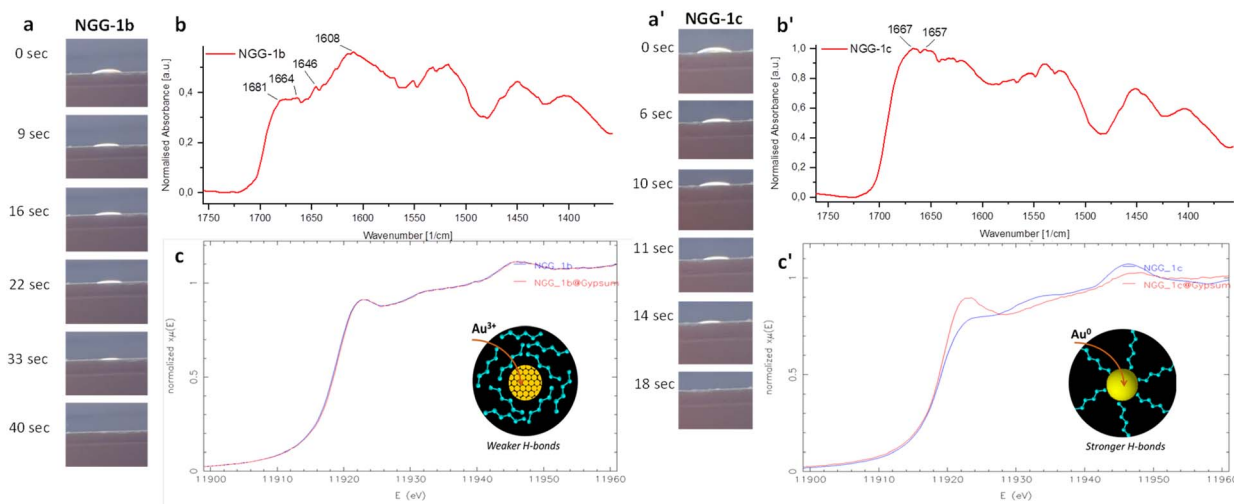 a
NGG-1b
0 sec
9 sec
16 sec
22 sec
33 sec
40 sec
b
NGG-1b
1681
1664
1646
1608
Normalised Absorbance [a.u.]
0,4
0,2
0,0
1750 1700 1650 1600 1550 1500 1450 1400
Wavenumber [1/cm]
c
NGG_1b
NGG_1b@Gypsum
normalized xμ(E)
1
0.5
0
11900 11910 11920 11930 11940 11950 11960
E (eV)
Au³⁺
Weaker H-bonds
a'
NGG-1c
0 sec
6 sec
10 sec
11 sec
14 sec
18 sec
b'
NGG-1c
1667
1657
Normalised Absorbance [a.u.]
1,0
0,8
0,6
0,4
0,2
0,0
1750 1700 1650 1600 1550 1500 1450 1400
Wavenumber [1/cm]
c'
NGG_1c
NGG_1c@Gypsum
normalized xμ(E)
1
0.5
0
11900 11910 11920 11930 11940 11950 11960
E (eV)
Au⁰
Stronger H-bonds